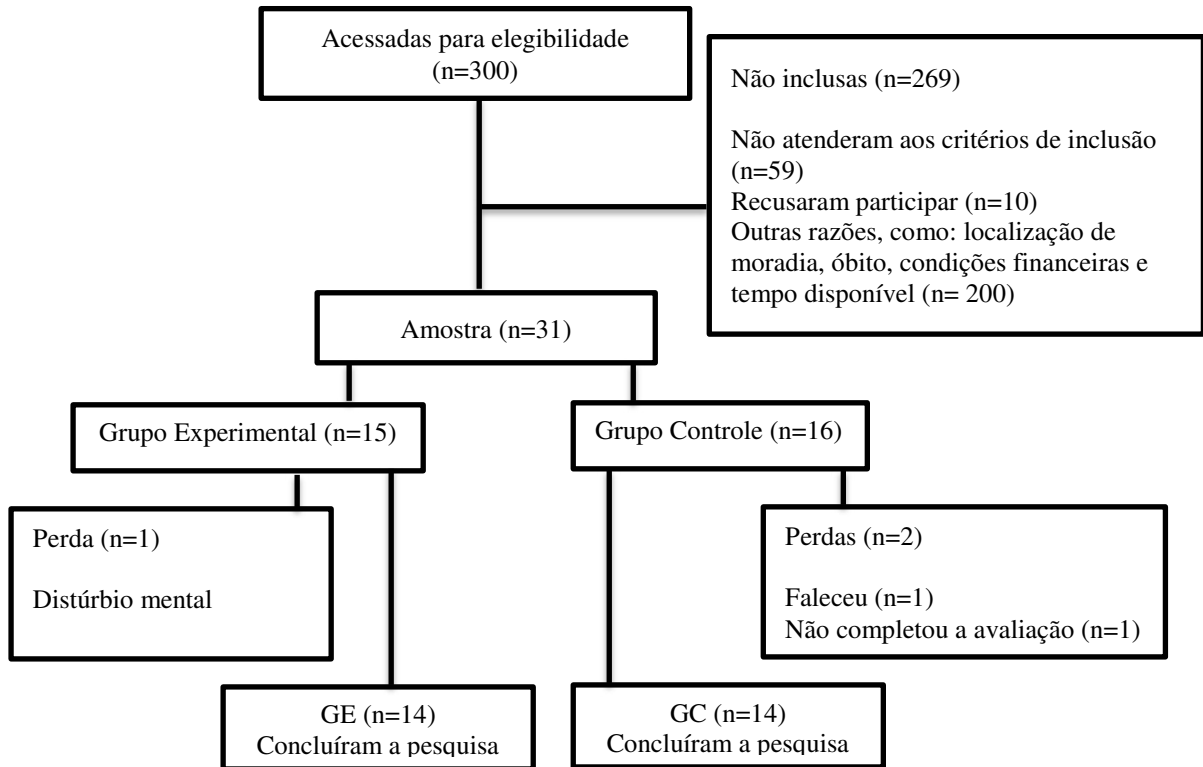 Acessadas para elegibilidade
(n=300)
Não inclusas (n=269)
Não atenderam aos critérios de inclusão
(n=59)
Recusaram participar (n=10)
Outras razões, como: localização de
moradia, óbito, condições financeiras e
tempo disponível (n= 200)
Amostra (n=31)
Grupo Experimental (n=15)
Grupo Controle (n=16)
Perda (n=1)
Distúrbio mental
Perdas (n=2)
Faleceu (n=1)
Não completou a avaliação (n=1)
GE (n=14)
Concluíram a pesquisa
GC (n=14)
Concluíram a pesquisa